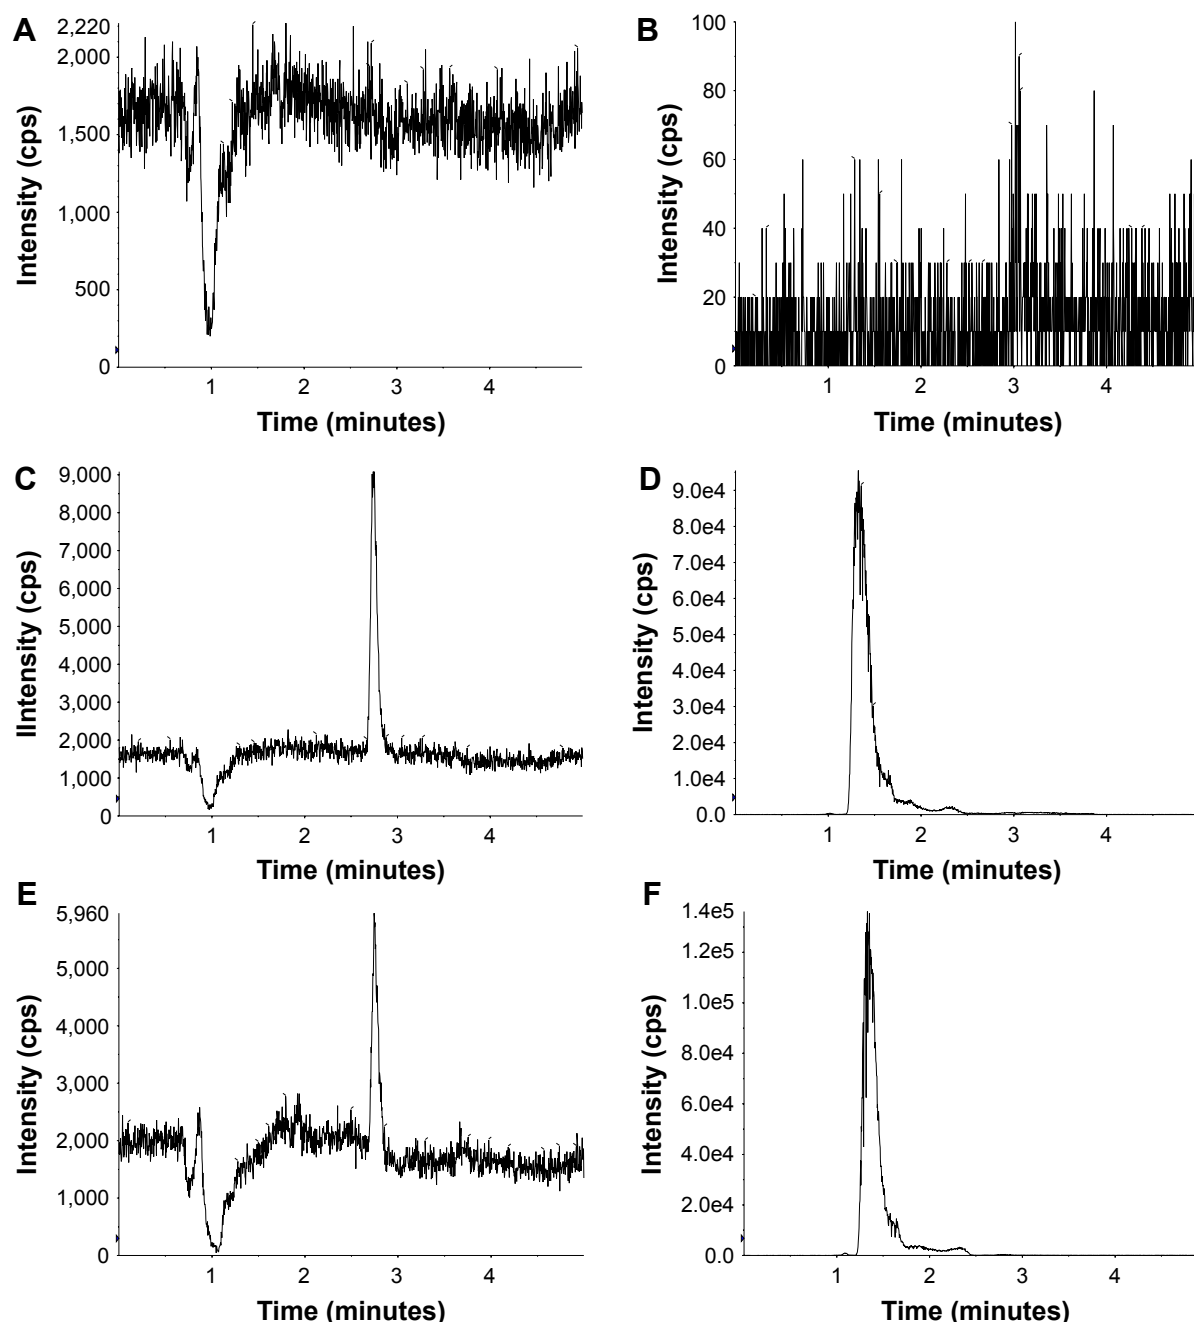 A
2,220
2,000
1,500
1,000
500
0
Intensity (cps)
1 2 3 4
Time (minutes)
B
100
80
60
40
20
0
Intensity (cps)
1 2 3 4
Time (minutes)
C
9,000
8,000
7,000
6,000
5,000
4,000
3,000
2,000
1,000
0
IIntensity (cps)
1 2 3 4
Time (minutes)
D
9.0e4
8.0e4
7.0e4
6.0e4
5.0e4
4.0e4
3.0e4
2.0e4
1.0e4
0.0
Intensity (cps)
1 2 3 4
Time (minutes)
E
5,960
5,000
4,000
3,000
2,000
1,000
0
Intensity (cps)
1 2 3 4
Time (minutes)
F
1.4e5
1.2e5
1.0e5
8.0e4
6.0e4
4.0e4
2.0e4
0.0
Intensity (cps)
1 2 3 4
Time (minutes)